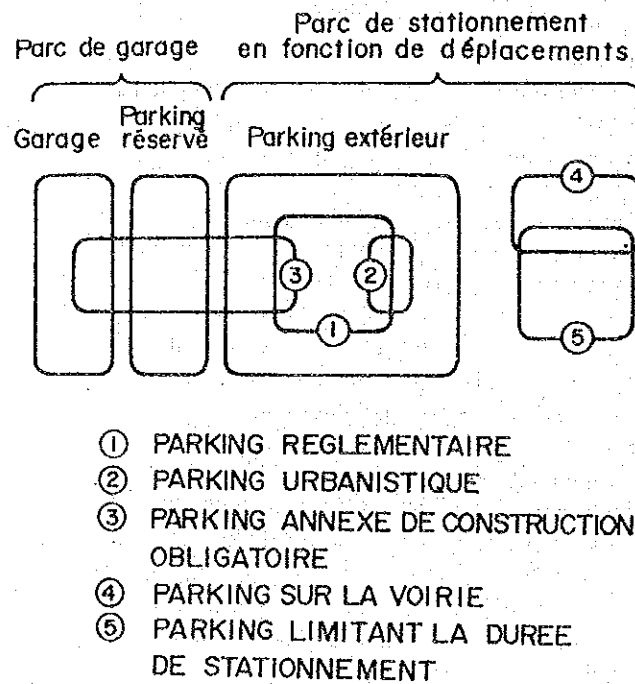 Parc de stationnement
en fonction de déplacements
Parc de garage
Parking
réservé
Garage
Parking extérieur
4
3
2
1
5
① PARKING REGLEMENTAIRE
② PARKING URBANISTIQUE
③ PARKING ANNEXE DE CONSTRUCTION
OBLIGATOIRE
④ PARKING SUR LA VOIRIE
⑤ PARKING LIMITANT LA DUREE
DE STATIONNEMENT